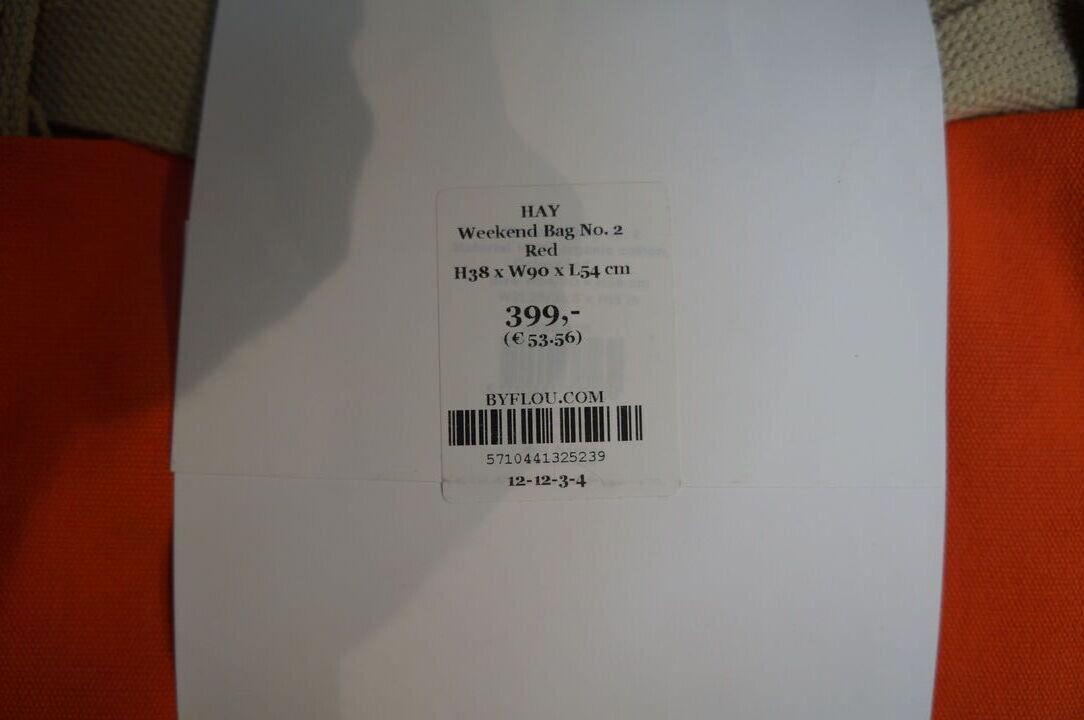 HAY
Weekend Bag No. 2
Red
H38 x W90 x L54 cm
399,-
(€ 53.56)
BYFLOU.COM
5710441325239
12-12-3-4